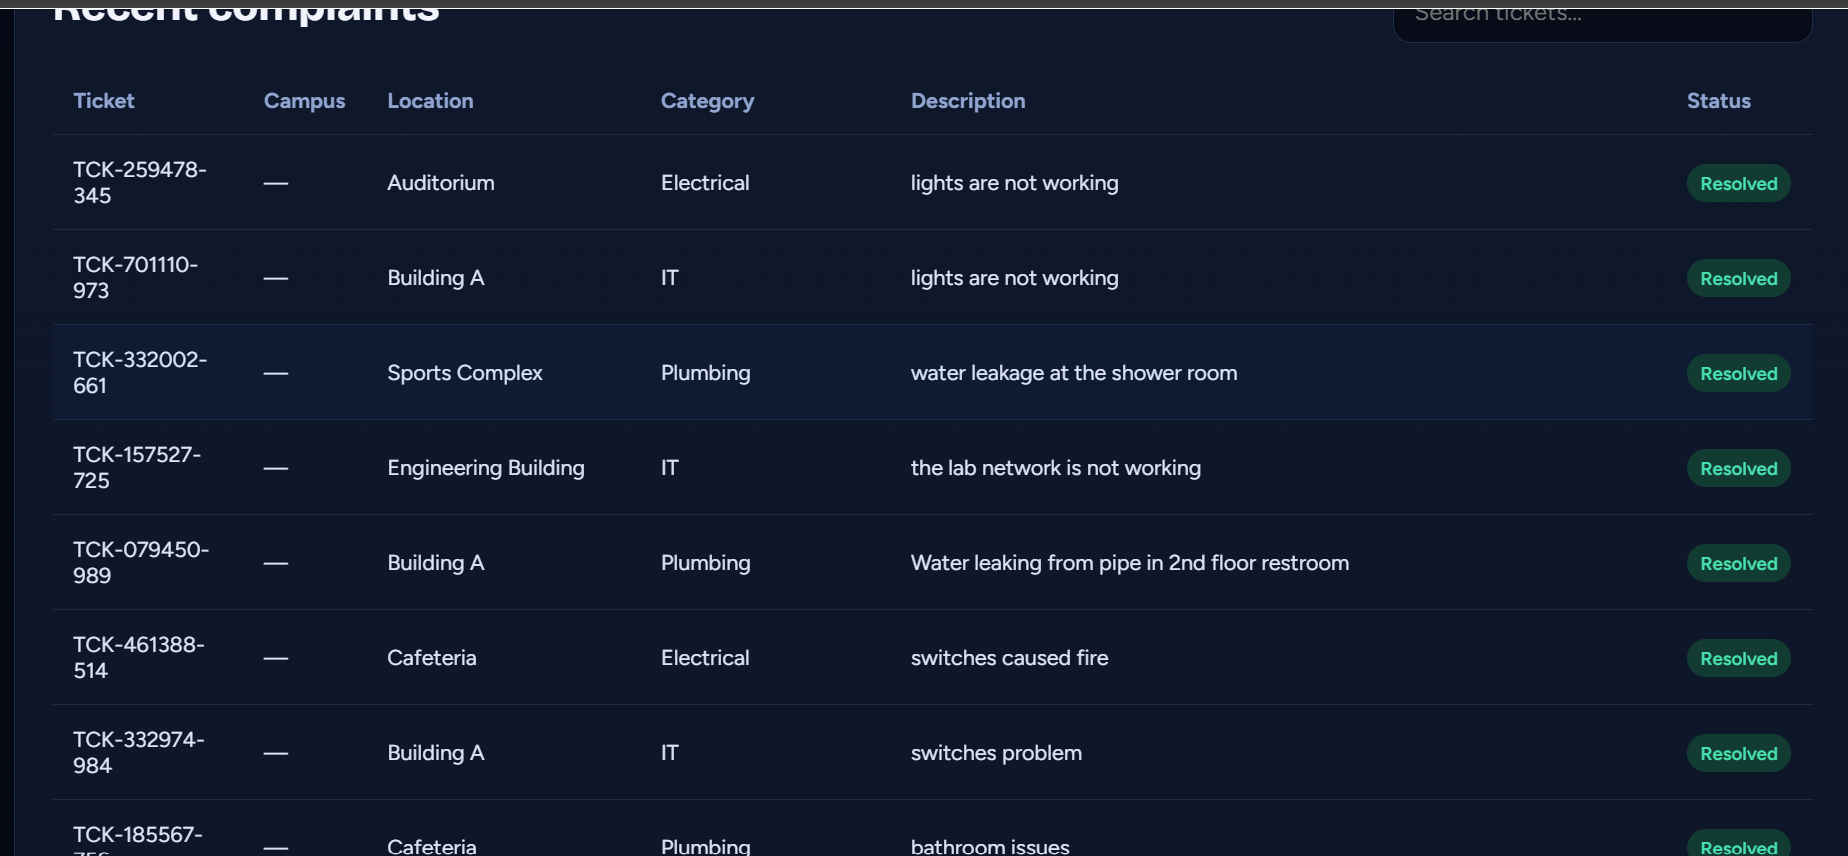 Recent complaints
Search tickets...
Ticket Campus Location Category Description Status
TCK-259478-
345
— Auditorium Electrical lights are not working Resolved
TCK-701110-
973
— Building A IT lights are not working Resolved
TCK-332002-
661
— Sports Complex Plumbing water leakage at the shower room Resolved
TCK-157527-
725
— Engineering Building IT the lab network is not working Resolved
TCK-079450-
989
— Building A Plumbing Water leaking from pipe in 2nd floor restroom Resolved
TCK-461388-
514
— Cafeteria Electrical switches caused fire Resolved
TCK-332974-
984
— Building A IT switches problem Resolved
TCK-185567-
— Cafeteria Plumbing bathroom issues Resolved